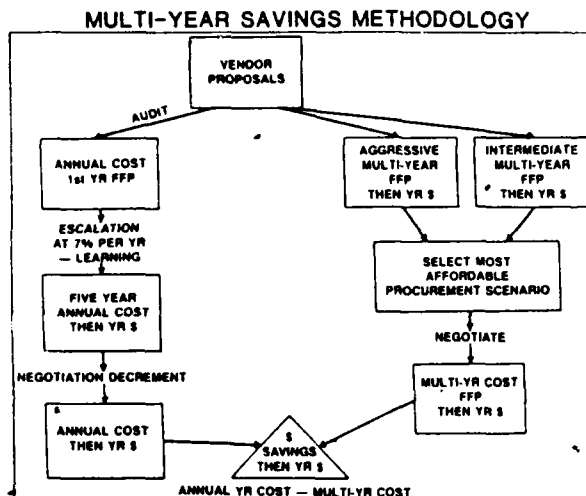 MULTI-YEAR SAVINGS METHODOLOGY
VENDOR
PROPOSALS
AUDIT
ANNUAL COST
1st YR FFP
AGGRESSIVE
MULTI-YEAR
FFP
THEN YR $
INTERMEDIATE
MULTI-YEAR
FFP
THEN YR $
ESCALATION
AT 7% PER YR
— LEARNING
SELECT MOST
AFFORDABLE
PROCUREMENT SCENARIO
FIVE YEAR
ANNUAL COST
THEN YR $
NEGOTIATE
NEGOTIATION DECREMENT
MULTI-YR COST
FFP
THEN YR $
ANNUAL COST
THEN YR $
$
SAVINGS
THEN YR $
ANNUAL YR COST — MULTI-YR COST